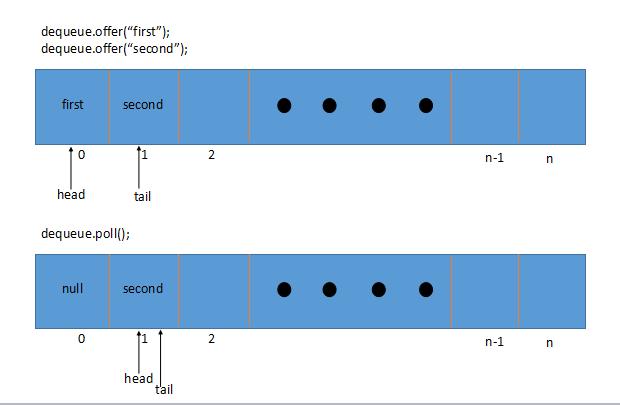 dequeue.offer(“first”);
dequeue.offer(“second”);
first second
0 1 2 n-1 n
head tail
dequeue.poll();
null second
0 1 2 n-1 n
head
tail